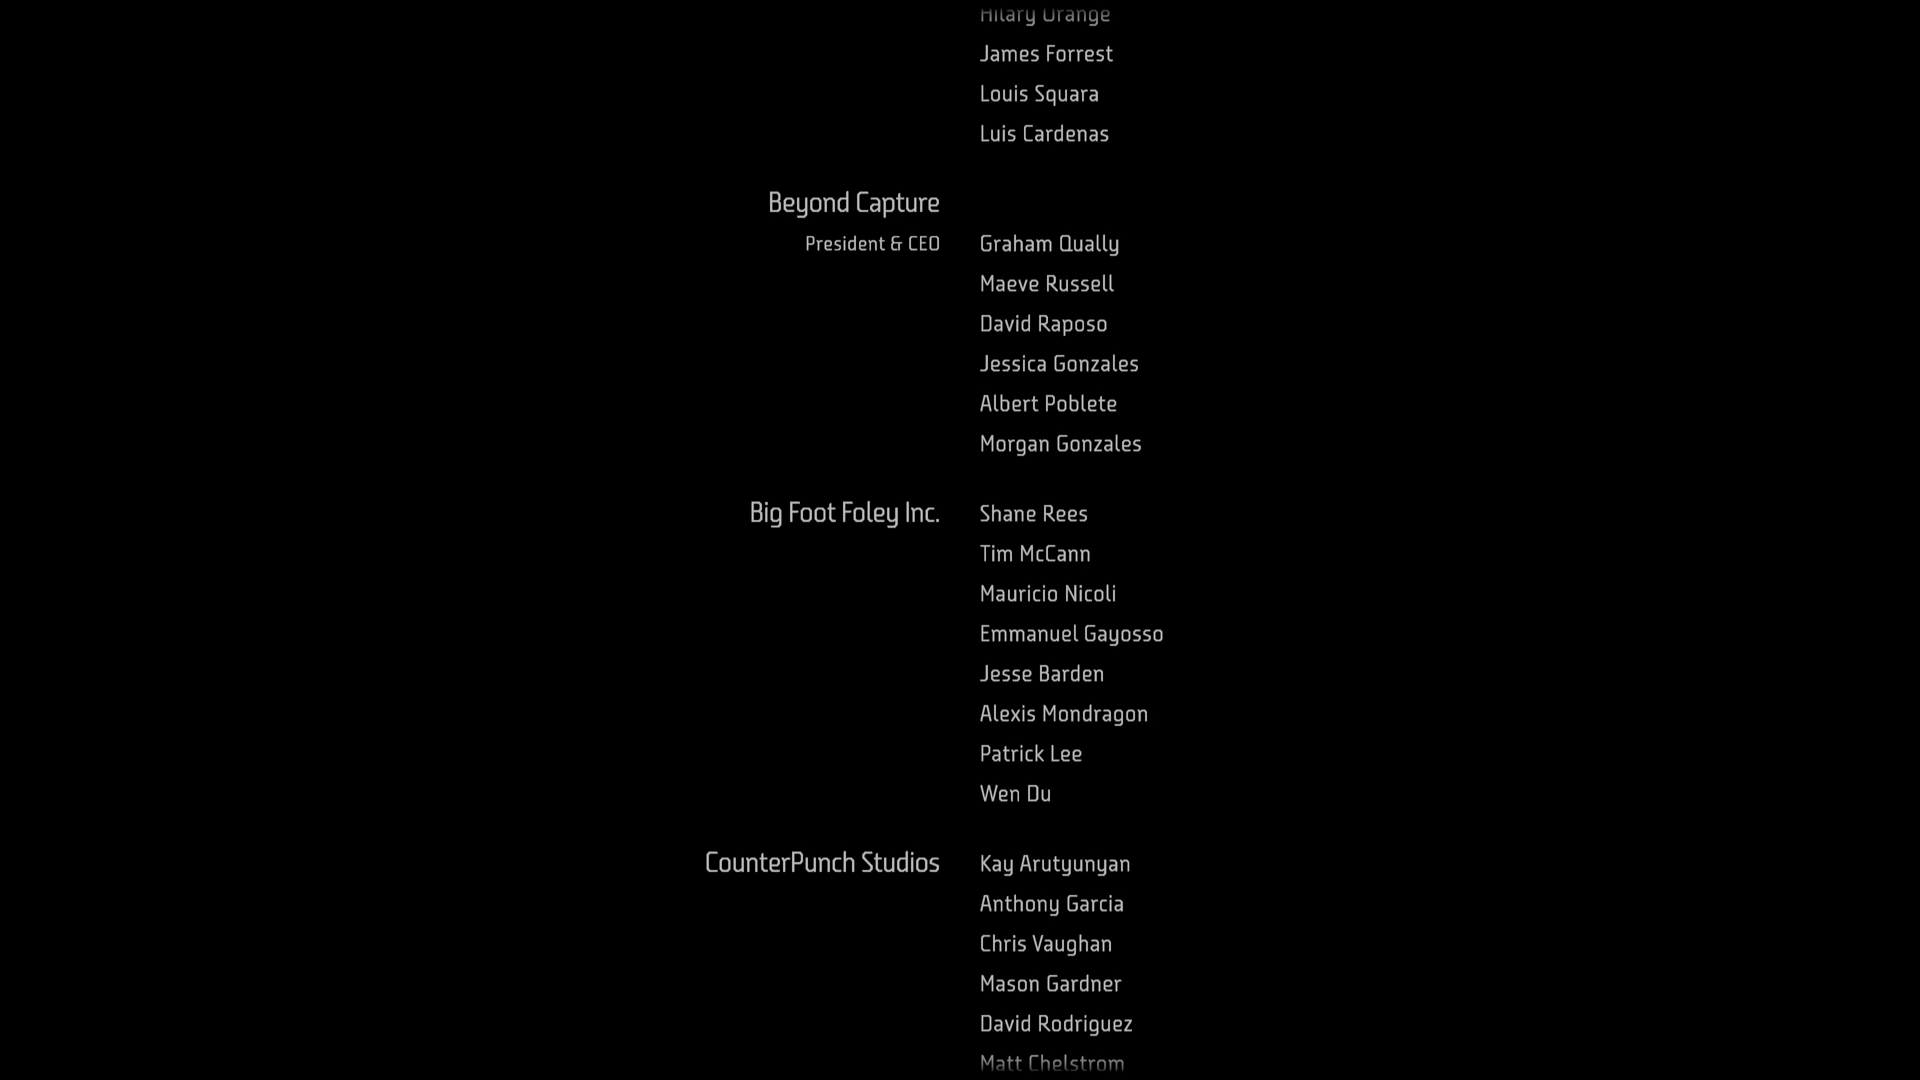 Hilary Orange
James Forrest
Louis Squara
Luis Cardenas
Beyond Capture
President & CEO Graham Qually
Maeve Russell
David Raposo
Jessica Gonzales
Albert Poblete
Morgan Gonzales
Big Foot Foley Inc. Shane Rees
Tim McCann
Mauricio Nicoli
Emmanuel Gayosso
Jesse Barden
Alexis Mondragon
Patrick Lee
Wen Du
CounterPunch Studios Kay Arutyunyan
Anthony Garcia
Chris Vaughan
Mason Gardner
David Rodriguez
Matt Chelstrom